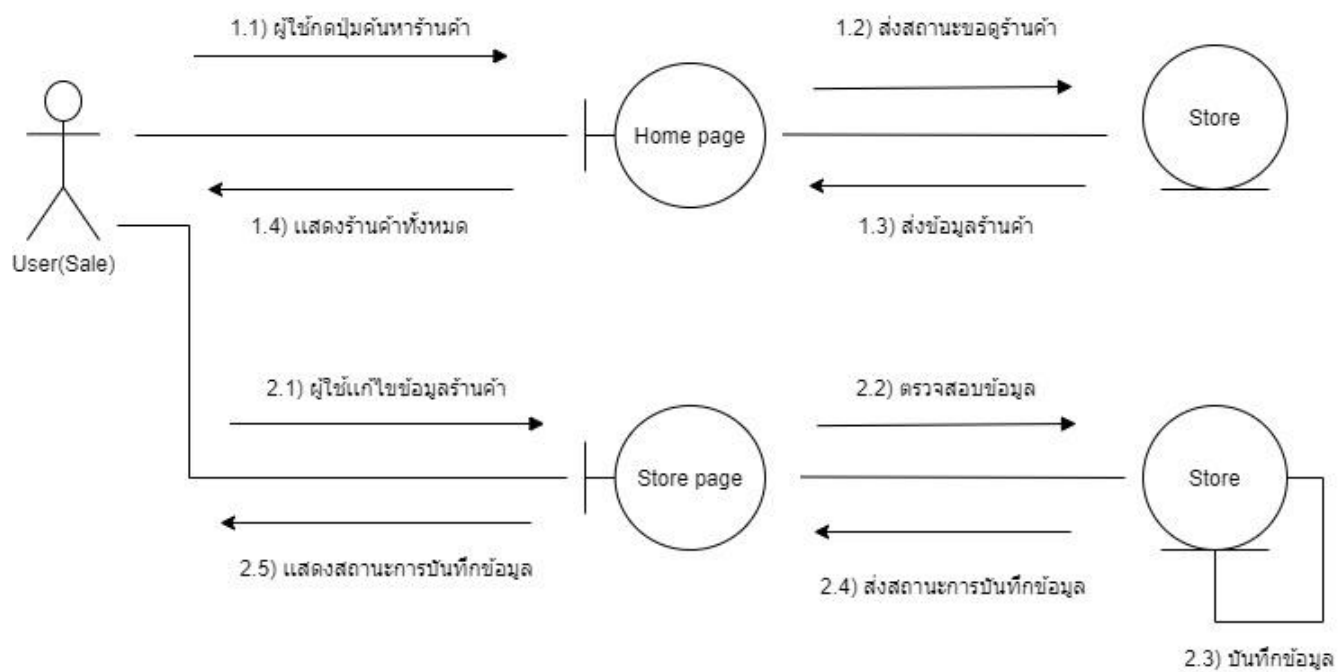 1.1) ผู้ใช้กดปุ่มค้นหาร้านค้า
1.2) ส่งสถานะขอดูร้านค้า
Home page
Store
1.4) แสดงร้านค้าทั้งหมด
1.3) ส่งข้อมูลร้านค้า
User(Sale)
2.1) ผู้ใช้แก้ไขข้อมูลร้านค้า
2.2) ตรวจสอบข้อมูล
Store page
Store
2.5) แสดงสถานะการบันทึกข้อมูล
2.4) ส่งสถานะการบันทึกข้อมูล
2.3) บันทึกข้อมูล